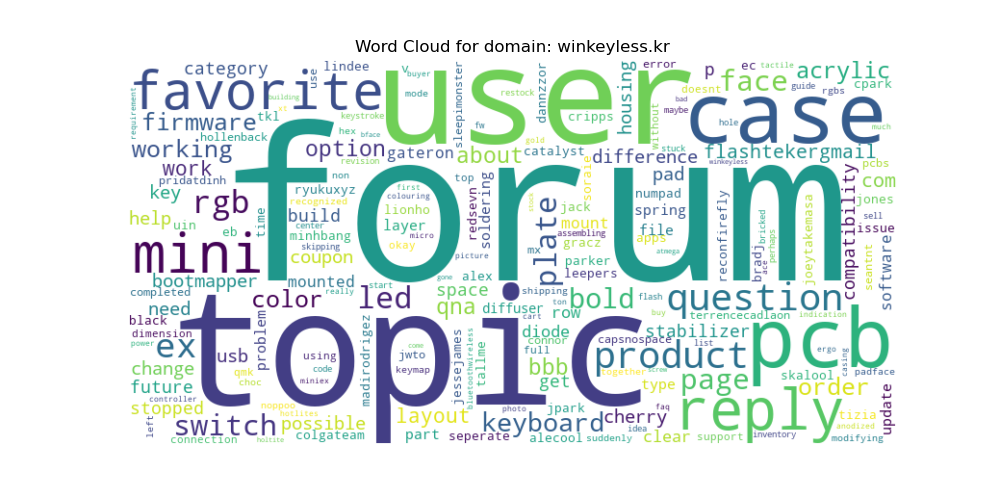 Word Cloud for domain: winkeyless.kr
category lindee use v buyer sleepimonster dannzzor housing error p ec tactile acrylic
favorite user face case
requirement building mode restock cripps without doesnt maybe bad guide rgbs cpark
firmware tkl xt keystroke fw hole much
hollenback hex bface gold stuck
working option gateron about catalyst difference flashtekergmail
revision winkeyless
work pridatdinh non top soraie pad pcbs com
key rgb ryukuxyz first colouring redsevn soldering jack spring numpad compatibility jones
recognized
help uin time build center lionho layer plate mount file reconfirefly bradj ace bricked perhaps joeytakemasa sell issue
forum
eb skipping minhbang okay micro mx assembling gracz apps atmega seantnt software
mini coupon picture parker
bootmapper mounted alex gone shipping leepers
completed start really space ton flash buy indication
need color led qna diffuser row bold question
black dimension cart terrencecadlaon
power topic connor diode stabilizer pcb
ex usb problem using jwto full capsnospace list ergo casing
change qmk code come keymap madirodrigez jessejames bluetoothwireless tallme bbb get together screw product page skalool padface
choc miniex type order
future controller noppoo jpark reply tizia
stopped hotlites layout photo faq anodized update
switch possible keyboard cherry idea
left connection holtite colgateam part seperate alecool suddenly clear support inventory modifying